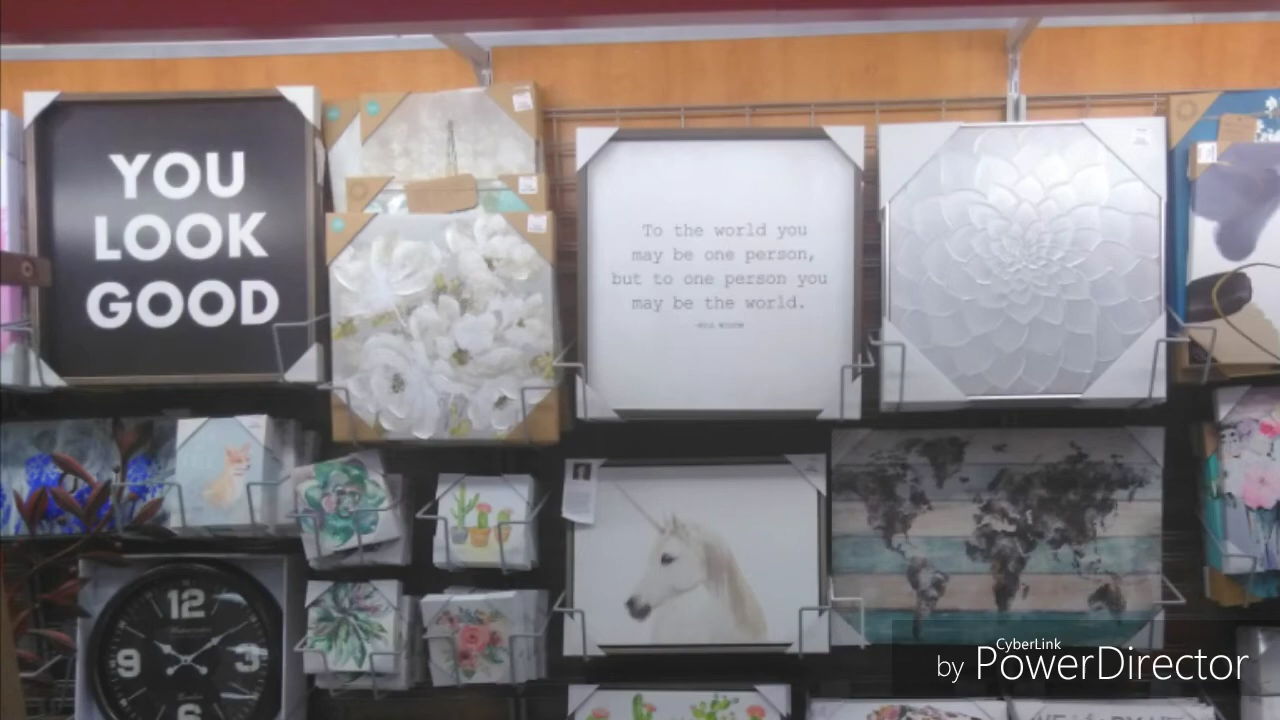 YOU
LOOK
GOOD
To the world you
may be one person,
but to one person you
may be the world.
12
9
3
6
CyberLink
by PowerDirector